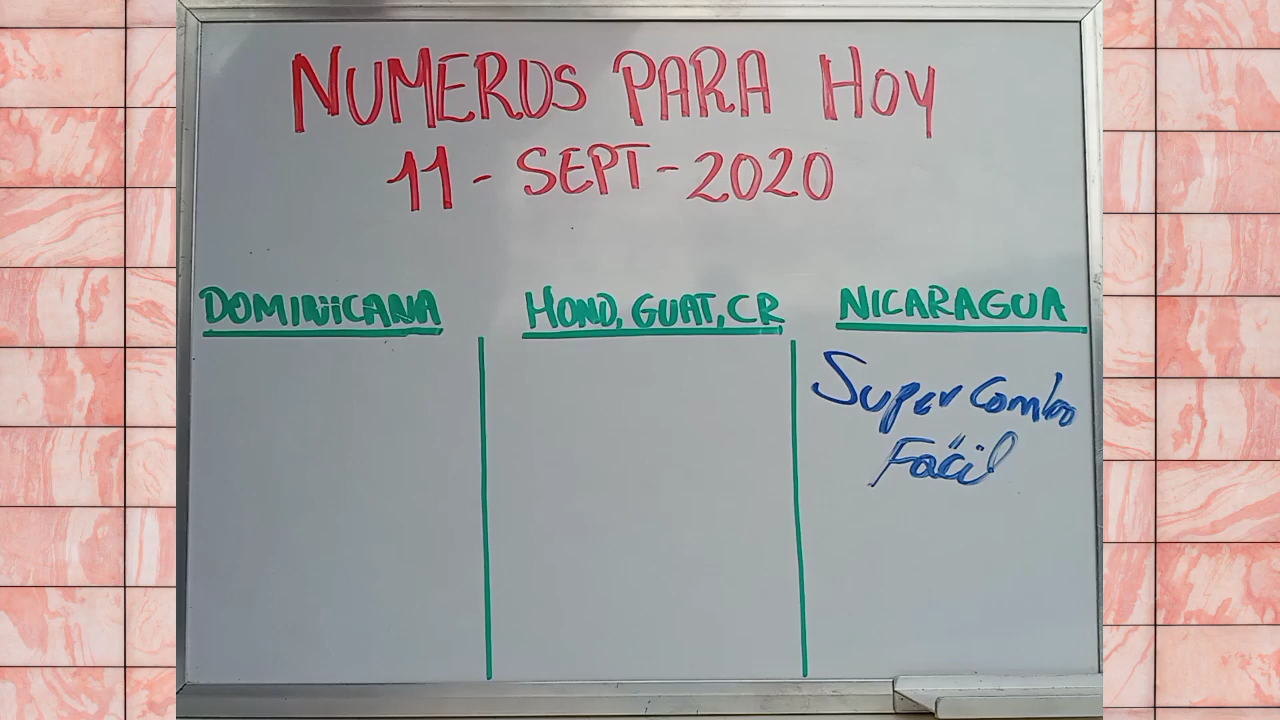 NUMEROS PARA HOY
11 - SEPT - 2020
DOMINICANA
HOND, GUAT, CR
NICARAGUA
Super Combo
Fácil